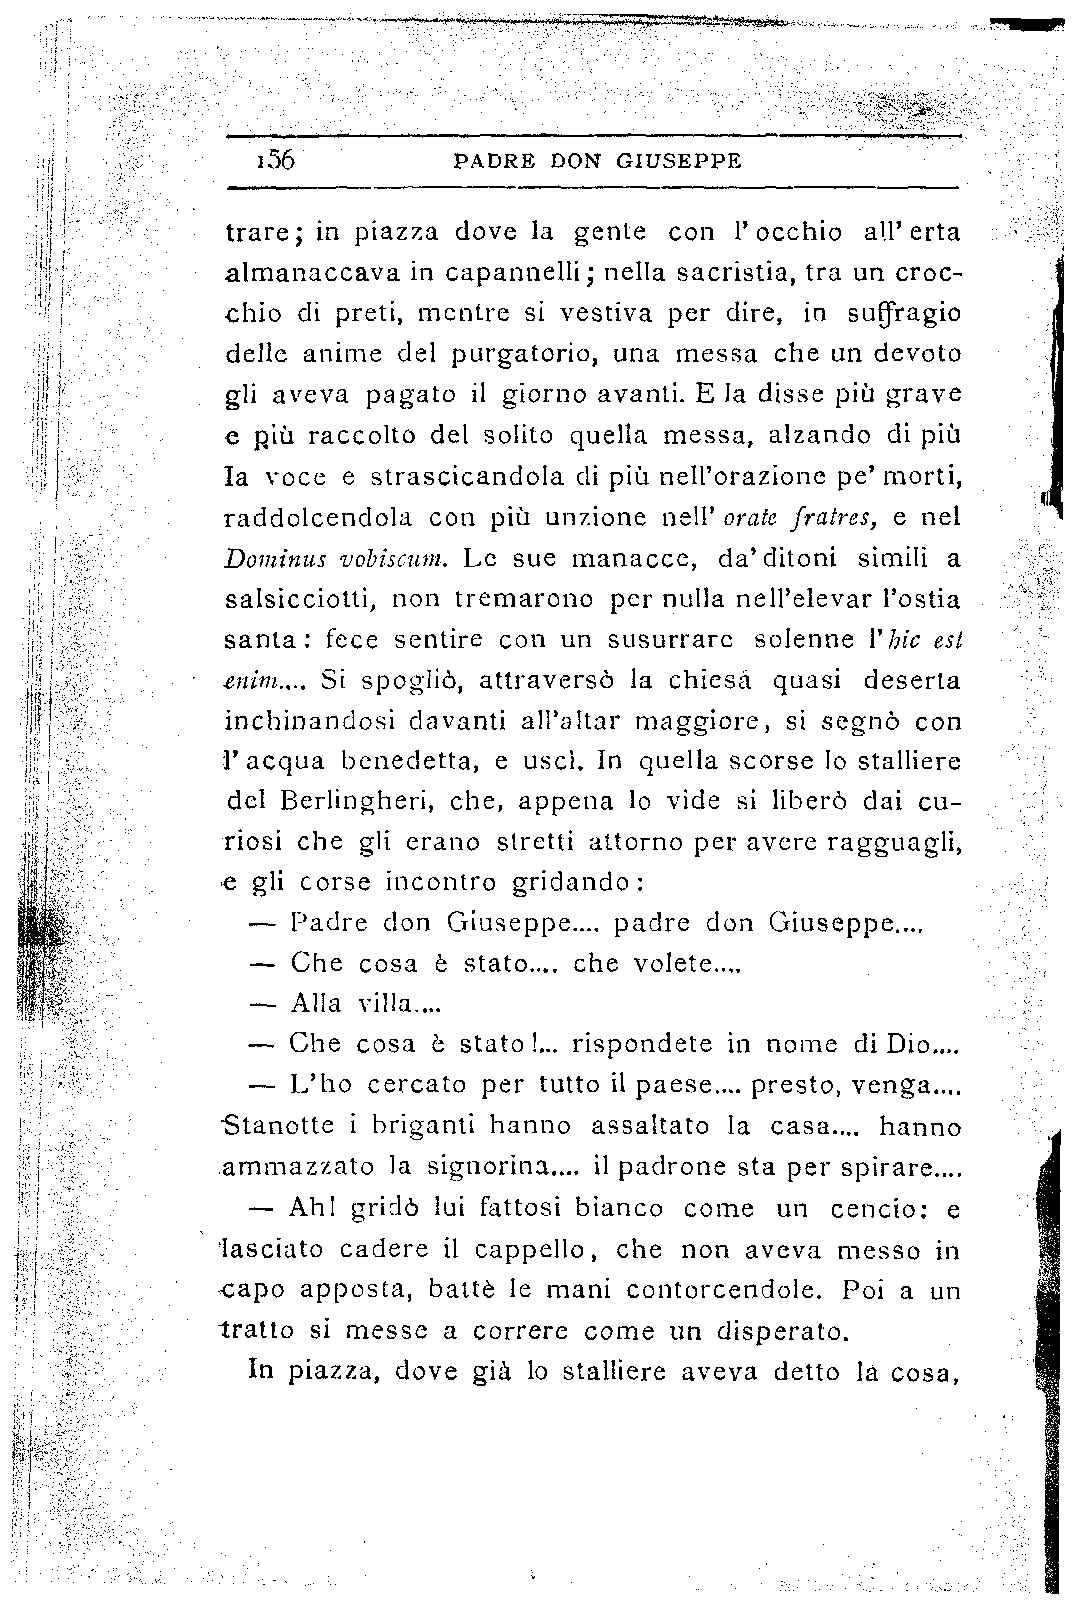 156 PADRE DON GIUSEPPE
trare; in piazza dove la gente con l'occhio all'erta
almanaccava in capannelli; nella sacristia, tra un croc-
chio di preti, mentre si vestiva per dire, in suffragio
delle anime del purgatorio, una messa che un devoto
gli aveva pagato il giorno avanti. E la disse più grave
e più raccolto del solito quella messa, alzando di più
la voce e strascicandola di più nell'orazione pe' morti,
raddolcendola con più unzione nell' orate fratres, e nel
Dominus vobiscum. Le sue manacce, da' ditoni simili a
salsicciotti, non tremarono per nulla nell'elevar l'ostia
santa: fece sentire con un susurrare solenne l'hic est
enim.... Si spogliò, attraversò la chiesa quasi deserta
inchinandosi davanti all'altar maggiore, si segnò con
l'acqua benedetta, e uscì. In quella scorse lo stalliere
del Berlingheri, che, appena lo vide si liberò dai cu-
riosi che gli erano stretti attorno per avere ragguagli,
e gli corse incontro gridando:
— Padre don Giuseppe.... padre don Giuseppe....
— Che cosa è stato.... che volete....
— Alla villa....
— Che cosa è stato!... rispondete in nome di Dio....
— L'ho cercato per tutto il paese.... presto, venga....
Stanotte i briganti hanno assaltato la casa.... hanno
ammazzato la signorina.... il padrone sta per spirare....
— Ah! gridò lui fattosi bianco come un cencio: e
lasciato cadere il cappello, che non aveva messo in
capo apposta, battè le mani contorcendole. Poi a un
tratto si messe a correre come un disperato.
In piazza, dove già lo stalliere aveva detto la cosa,